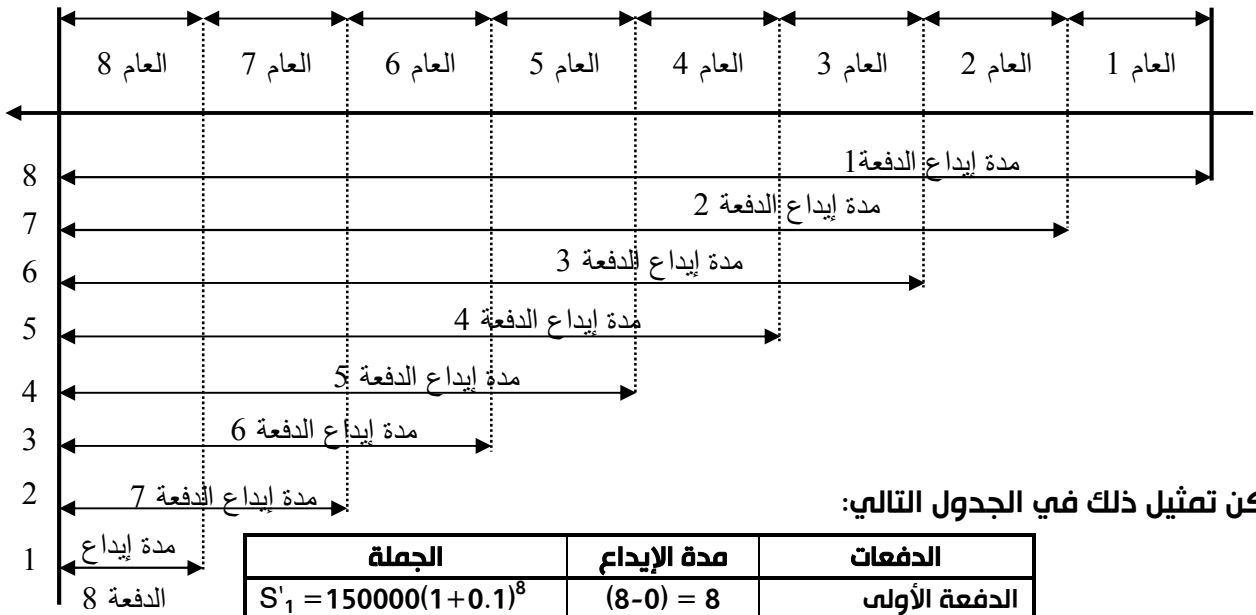 العام 1 العام 2 العام 3 العام 4 العام 5 العام 6 العام 7 العام 8
مدة إيداع الدفعة1 8
مدة إيداع الدفعة 2 7
مدة إيداع الدفعة 3 6
مدة إيداع الدفعة 4 5
مدة إيداع الدفعة 5 4
مدة إيداع الدفعة 6 3
مدة إيداع الدفعة 7 2
كن تمثيل ذلك في الجدول التالي:
مدة إيداع 1
الدفعة 8
الدفعات مدة الإيداع الجملة
الدفعة الأولى (8-0) = 8 S'₁ =150000(1+0.1)⁸